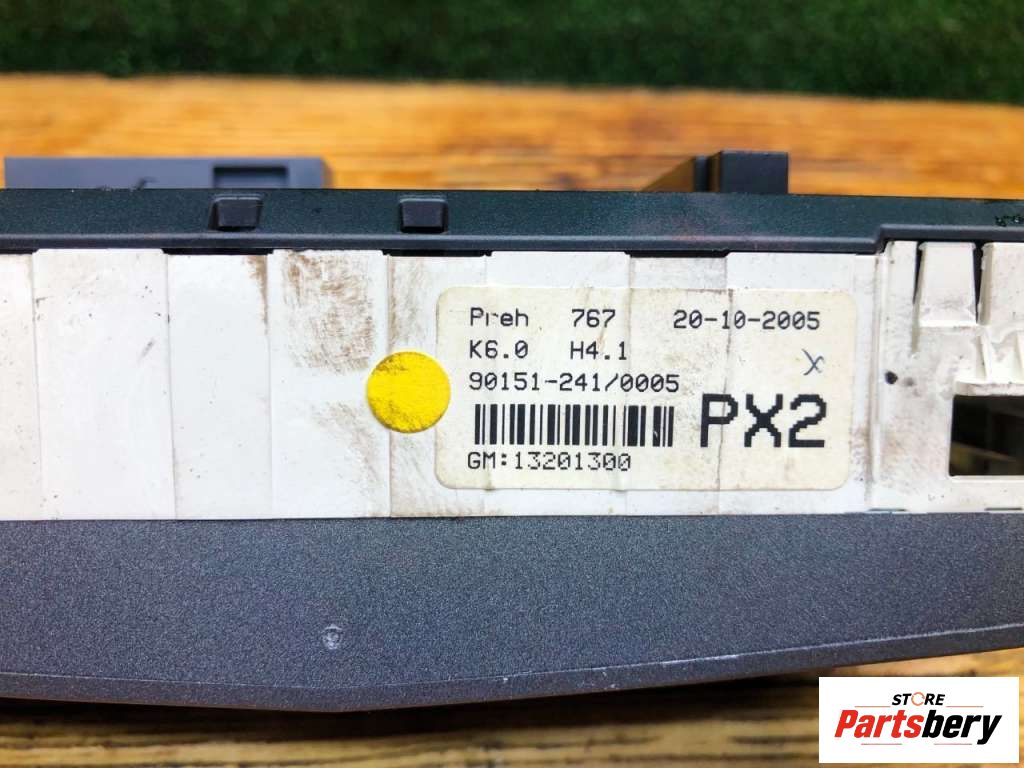 Preh 767 20-10-2005
K6.0 H4.1 X
90151-241/0005
PX2
GM:13201300
STORE
Partsbery